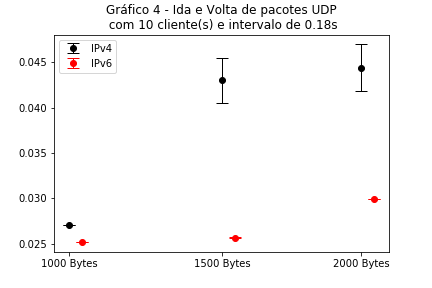 Gráfico 4 - Ida e Volta de pacotes UDP
com 10 cliente(s) e intervalo de 0.18s
IPv4
IPv6
0.045
0.040
0.035
0.030
0.025
1000 Bytes
1500 Bytes
2000 Bytes